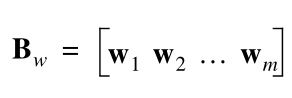 B_w = [w_1 w_2 … w_m]